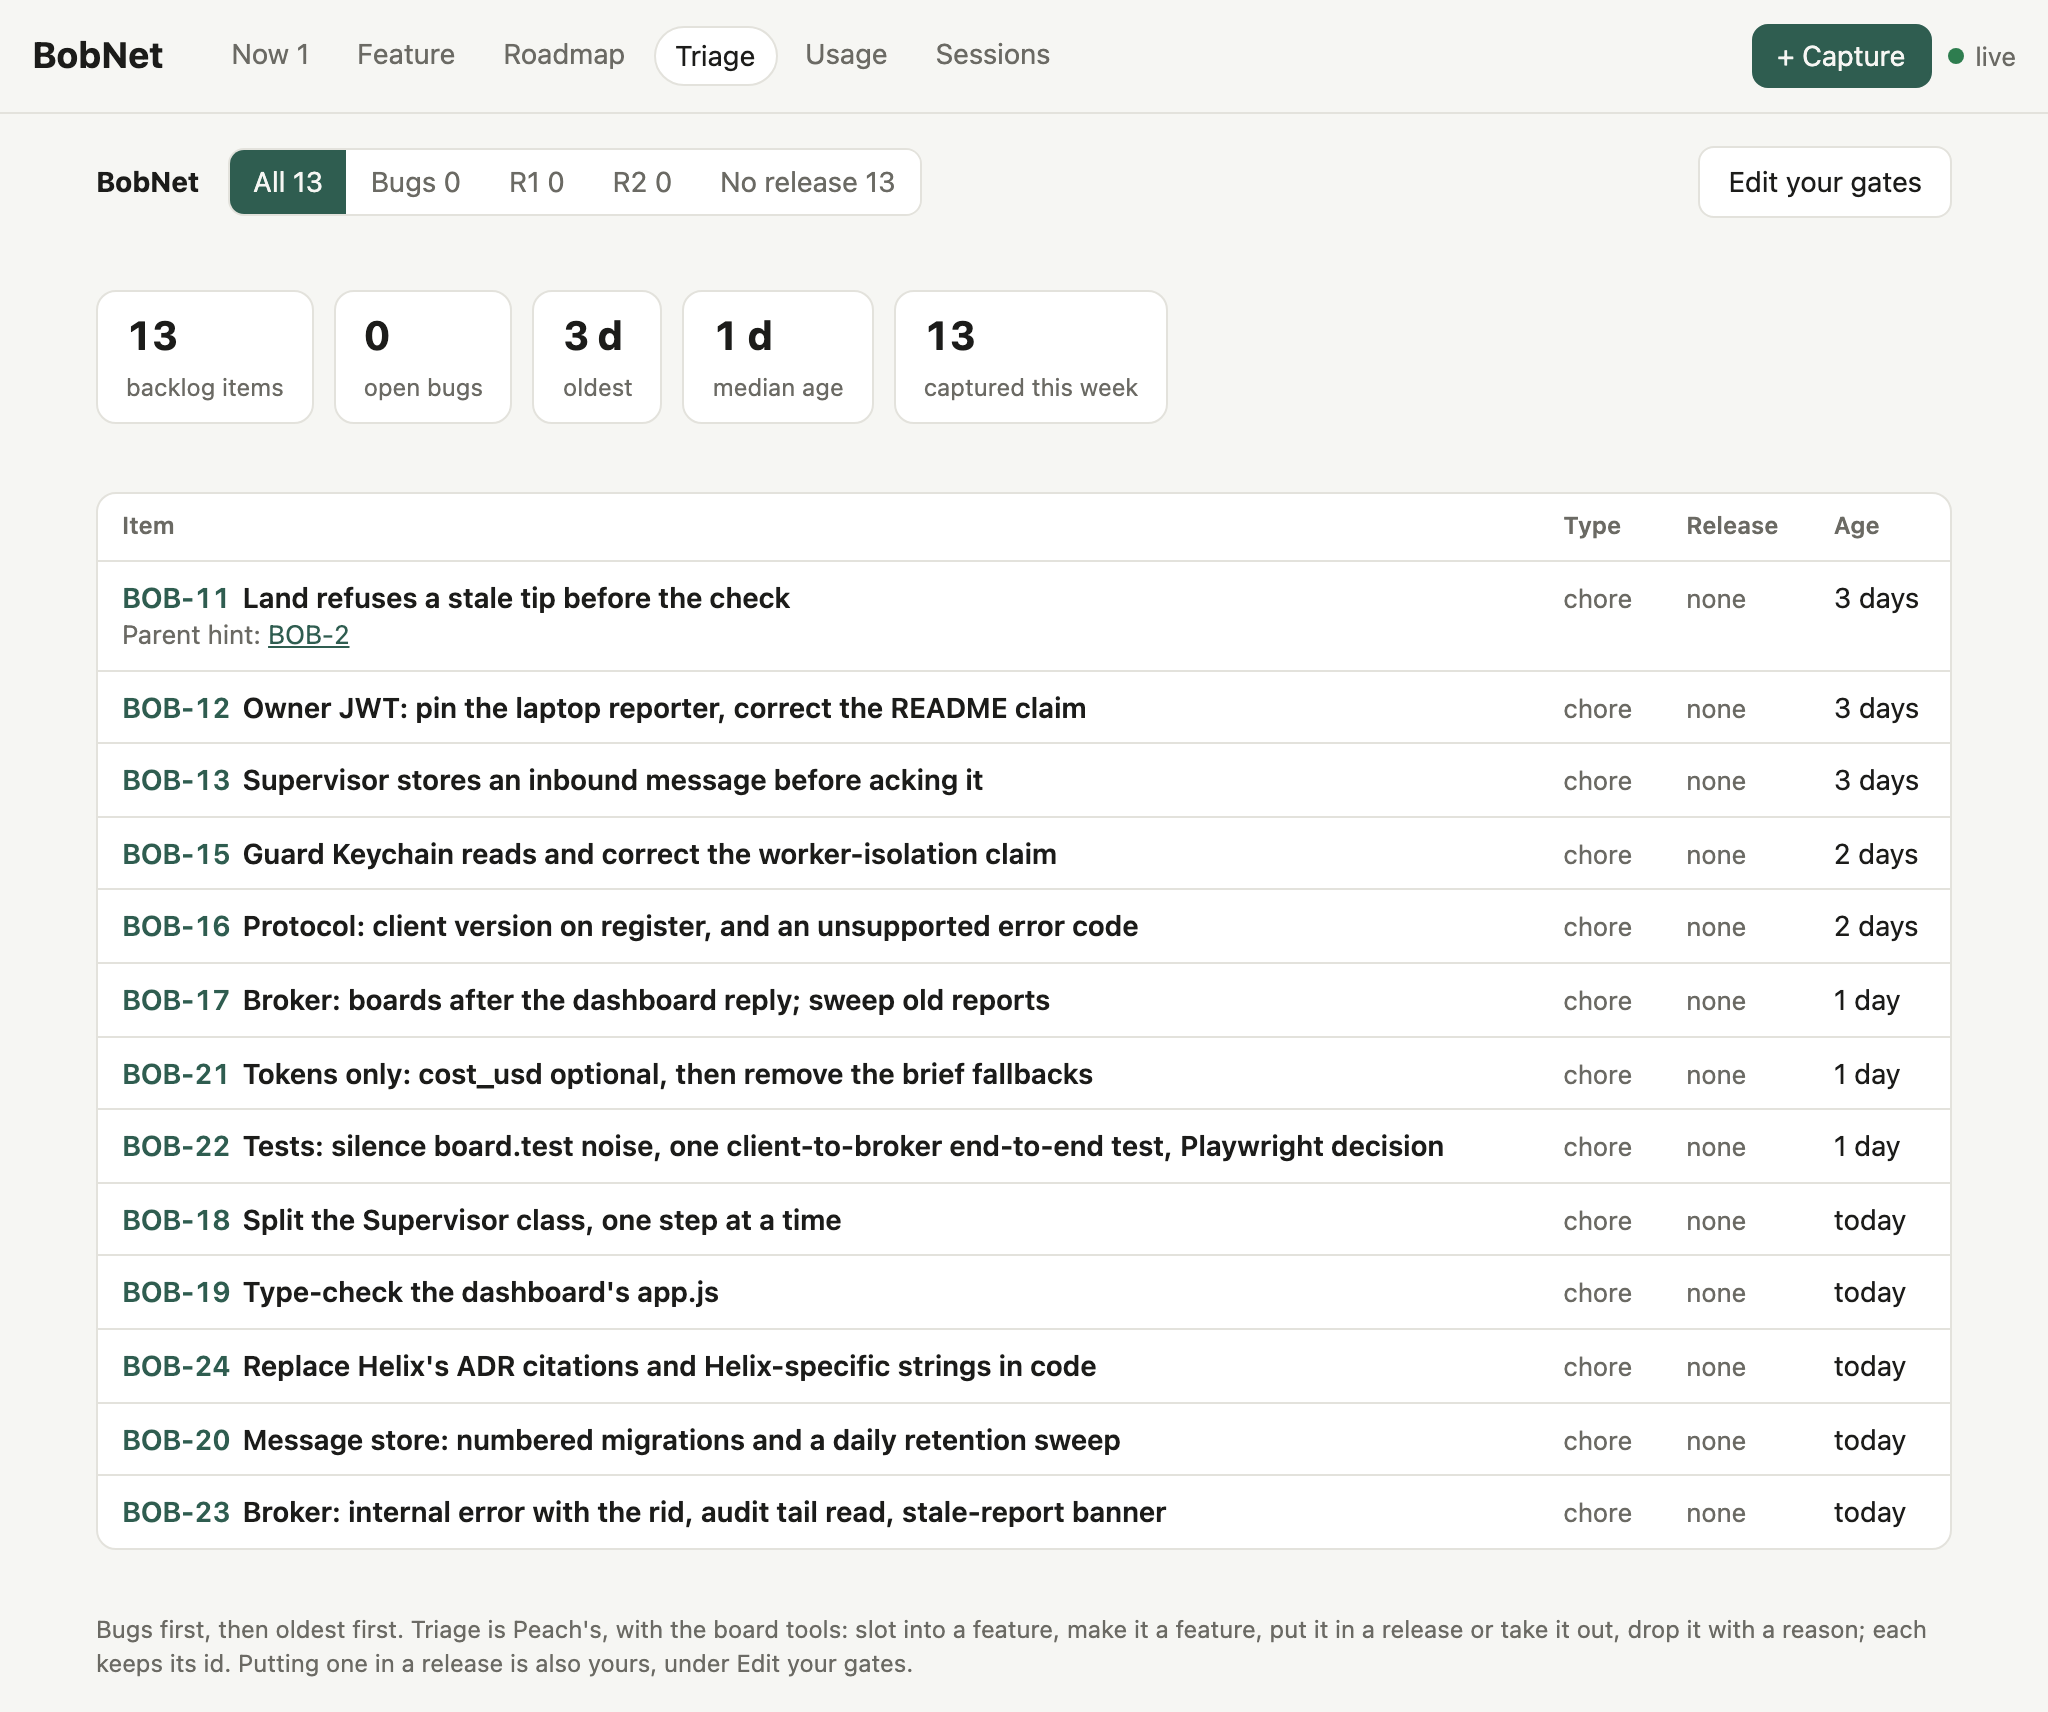 BobNet Now 1 Feature Roadmap Triage Usage Sessions + Capture live
BobNet All 13 Bugs 0 R1 0 R2 0 No release 13 Edit your gates
13 0 3 d 1 d 13
backlog items open bugs oldest median age captured this week
Item Type Release Age
BOB-11 Land refuses a stale tip before the check chore none 3 days
Parent hint: BOB-2
BOB-12 Owner JWT: pin the laptop reporter, correct the README claim chore none 3 days
BOB-13 Supervisor stores an inbound message before acking it chore none 3 days
BOB-15 Guard Keychain reads and correct the worker-isolation claim chore none 2 days
BOB-16 Protocol: client version on register, and an unsupported error code chore none 2 days
BOB-17 Broker: boards after the dashboard reply; sweep old reports chore none 1 day
BOB-21 Tokens only: cost_usd optional, then remove the brief fallbacks chore none 1 day
BOB-22 Tests: silence board.test noise, one client-to-broker end-to-end test, Playwright decision chore none 1 day
BOB-18 Split the Supervisor class, one step at a time chore none today
BOB-19 Type-check the dashboard's app.js chore none today
BOB-24 Replace Helix's ADR citations and Helix-specific strings in code chore none today
BOB-20 Message store: numbered migrations and a daily retention sweep chore none today
BOB-23 Broker: internal error with the rid, audit tail read, stale-report banner chore none today
Bugs first, then oldest first. Triage is Peach's, with the board tools: slot into a feature, make it a feature, put it in a release or take it out, drop it with a reason; each
keeps its id. Putting one in a release is also yours, under Edit your gates.